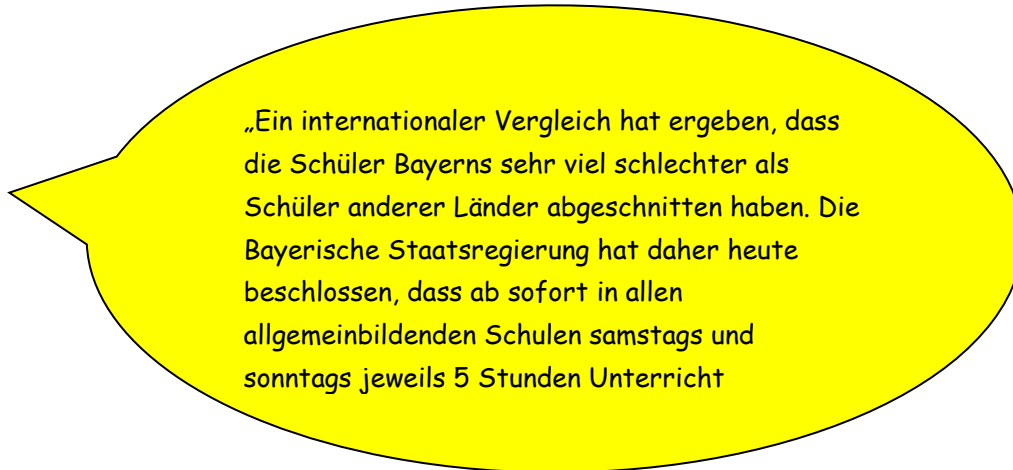 „Ein internationaler Vergleich hat ergeben, dass
die Schüler Bayerns sehr viel schlechter als
Schüler anderer Länder abgeschnitten haben. Die
Bayerische Staatsregierung hat daher heute
beschlossen, dass ab sofort in allen
allgemeinbildenden Schulen samstags und
sonntags jeweils 5 Stunden Unterricht